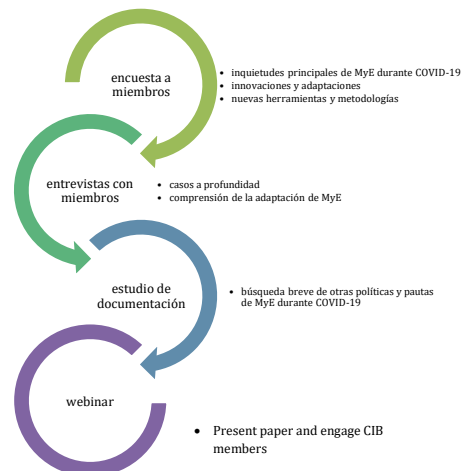 encuesta a
miembros
• inquietudes principales de MyE durante COVID-19
• innovaciones y adaptaciones
• nuevas herramientas y metodologías
entrevistas con
miembros
• casos a profundidad
• comprensión de la adaptación de MyE
estudio de
documentación
• búsqueda breve de otras políticas y pautas
de MyE durante COVID-19
webinar
• Present paper and engage CIB
members